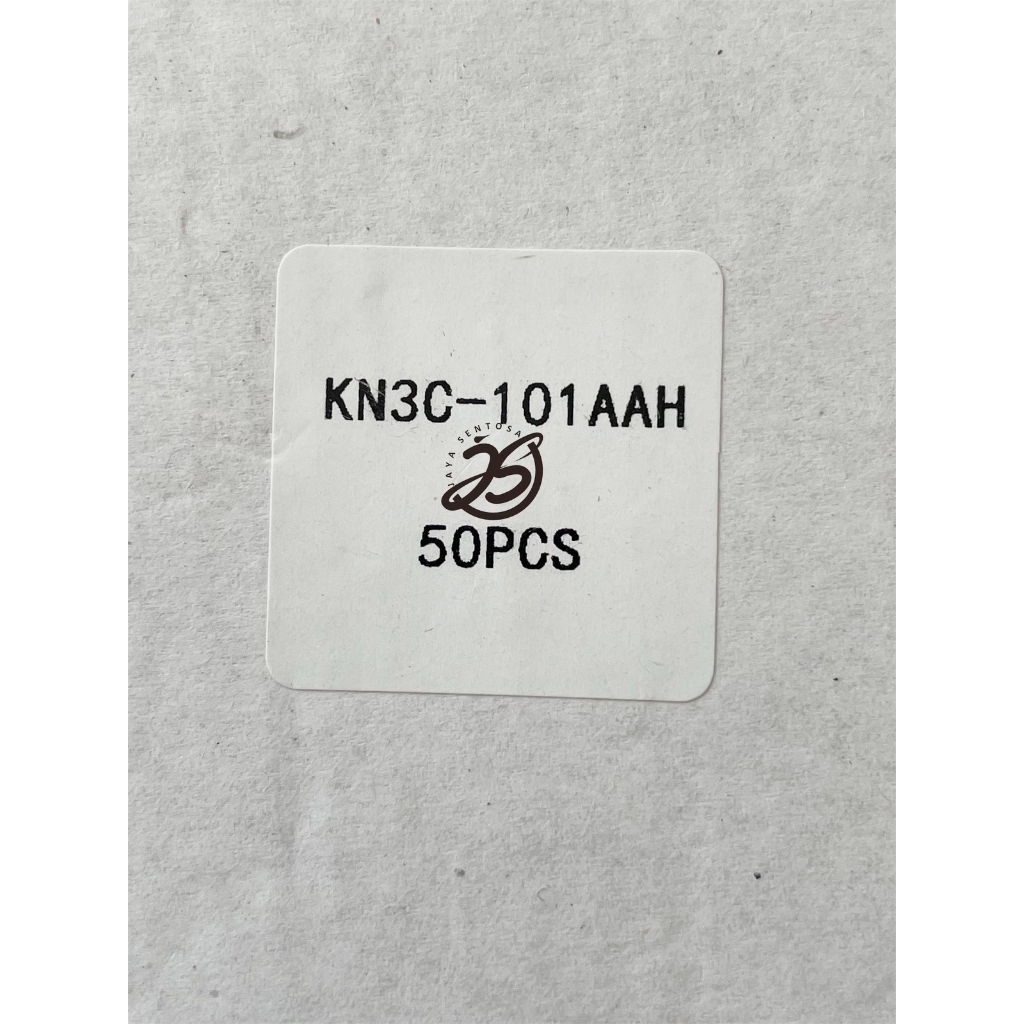 KN3C-101AAH
JAYA SENTOSA
JS
50PCS